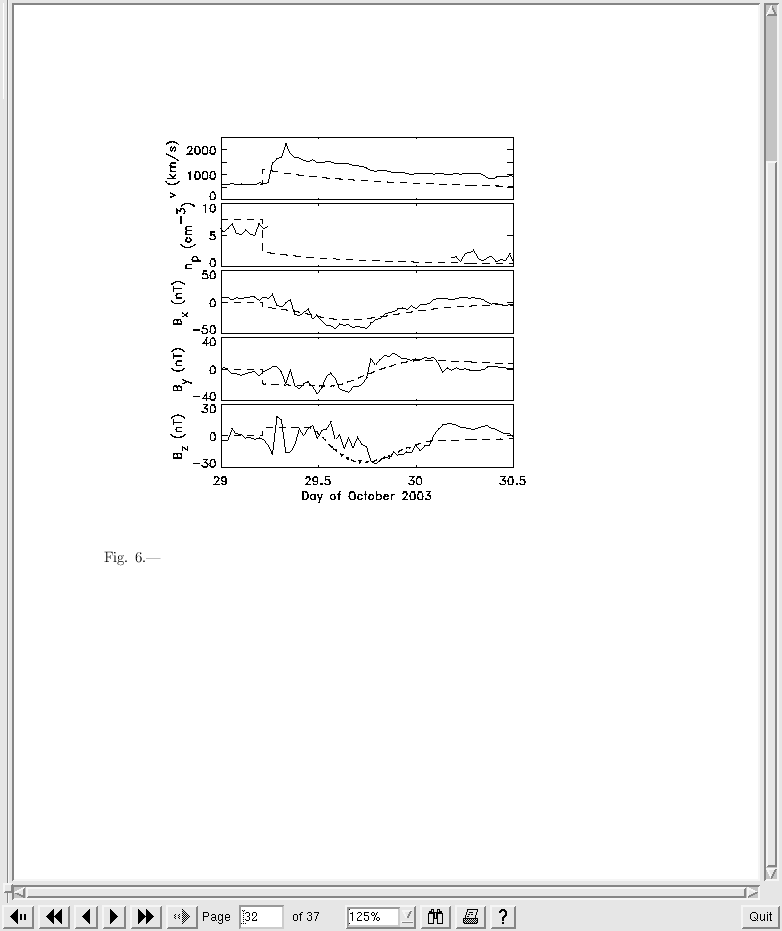 2000
1000
0
v (km/s)
10
5
0
n_p (cm^-3)
50
0
-50
B_x (nT)
40
0
-40
B_y (nT)
30
0
-30
B_z (nT)
29 29.5 30 30.5
Day of October 2003
Fig. 6.—
Page 32 of 37 125% ? Quit